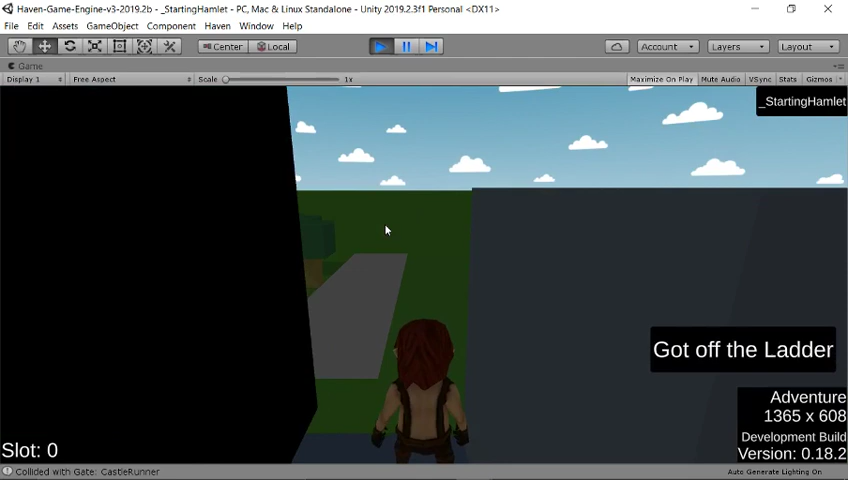 Haven-Game-Engine-v3-2019.2b - _StartingHamlet - PC, Mac & Linux Standalone - Unity 2019.2.3f1 Personal <DX11>
File Edit Assets GameObject Component Haven Window Help
Center Local Account Layers Layout
Game
Display 1 Free Aspect Scale 1x Maximize On Play Mute Audio VSync Stats Gizmos
_StartingHamlet
Got off the Ladder
Adventure
1365 x 608
Development Build
Slot: 0
Version: 0.18.2
Collided with Gate: CastleRunner
Auto Generate Lighting On